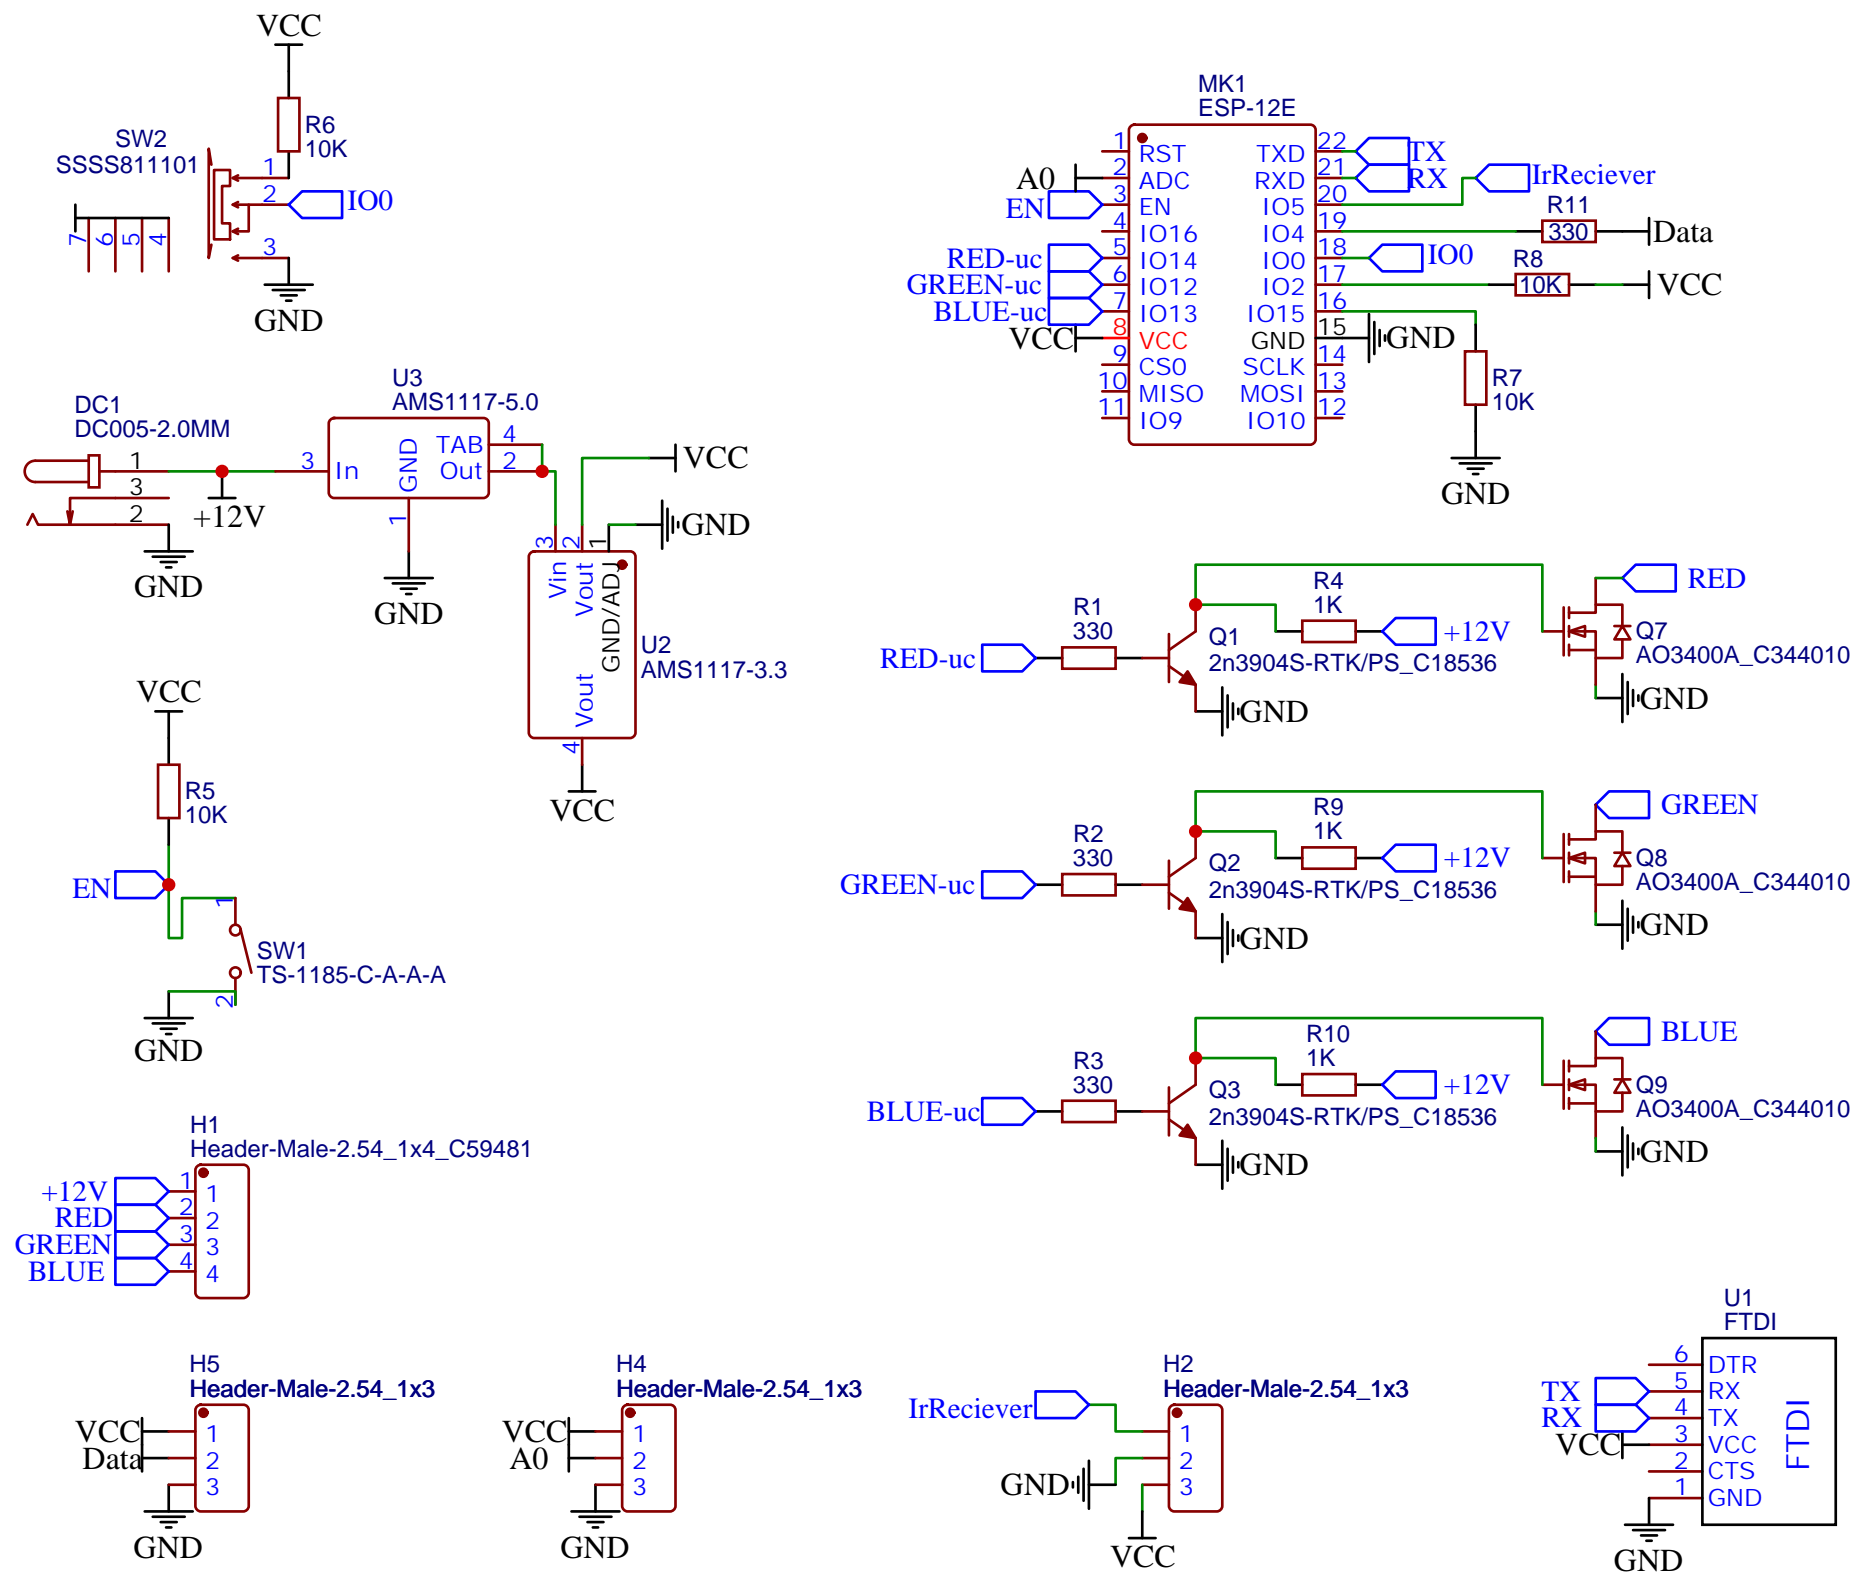 VCC
R6
10K
SW2
SSSS811101
1
2
3
IO0
7
6
5
4
GND
MK1
ESP-12E
1
RST
2
ADC
3
EN
4
IO16
5
IO14
6
IO12
7
IO13
8
VCC
9
CS0
10
MISO
11
IO9
22
TXD
21
RXD
20
IO5
19
IO4
18
IO0
17
IO2
16
IO15
15
GND
14
SCLK
13
MOSI
12
IO10
A0
EN
RED-uc
GREEN-uc
BLUE-uc
VCC
TX
RX
IrReciever
R11
330
Data
IO0
R8
10K
VCC
GND
R7
10K
GND
DC1
DC005-2.0MM
1
3
2
+12V
GND
U3
AMS1117-5.0
3
In
GND
1
TAB
4
Out
2
GND
VCC
GND
3
2
1
Vin
Vout
GND/ADJ
U2
AMS1117-3.3
Vout
4
VCC
VCC
R5
10K
EN
1
SW1
TS-1185-C-A-A-A
2
GND
RED-uc
R1
330
Q1
2n3904S-RTK/PS_C18536
GND
R4
1K
+12V
RED
Q7
AO3400A_C344010
GND
GREEN-uc
R2
330
Q2
2n3904S-RTK/PS_C18536
GND
R9
1K
+12V
GREEN
Q8
AO3400A_C344010
GND
BLUE-uc
R3
330
Q3
2n3904S-RTK/PS_C18536
GND
R10
1K
+12V
BLUE
Q9
AO3400A_C344010
GND
H1
Header-Male-2.54_1x4_C59481
+12V
1
1
RED
2
2
GREEN
3
3
BLUE
4
4
H5
Header-Male-2.54_1x3
VCC
1
Data
2
3
GND
H4
Header-Male-2.54_1x3
VCC
1
A0
2
3
GND
H2
Header-Male-2.54_1x3
IrReciever
1
GND
2
3
VCC
U1
FTDI
6
DTR
TX
5
RX
RX
4
TX
VCC
3
VCC
2
CTS
1
GND
FTDI
GND